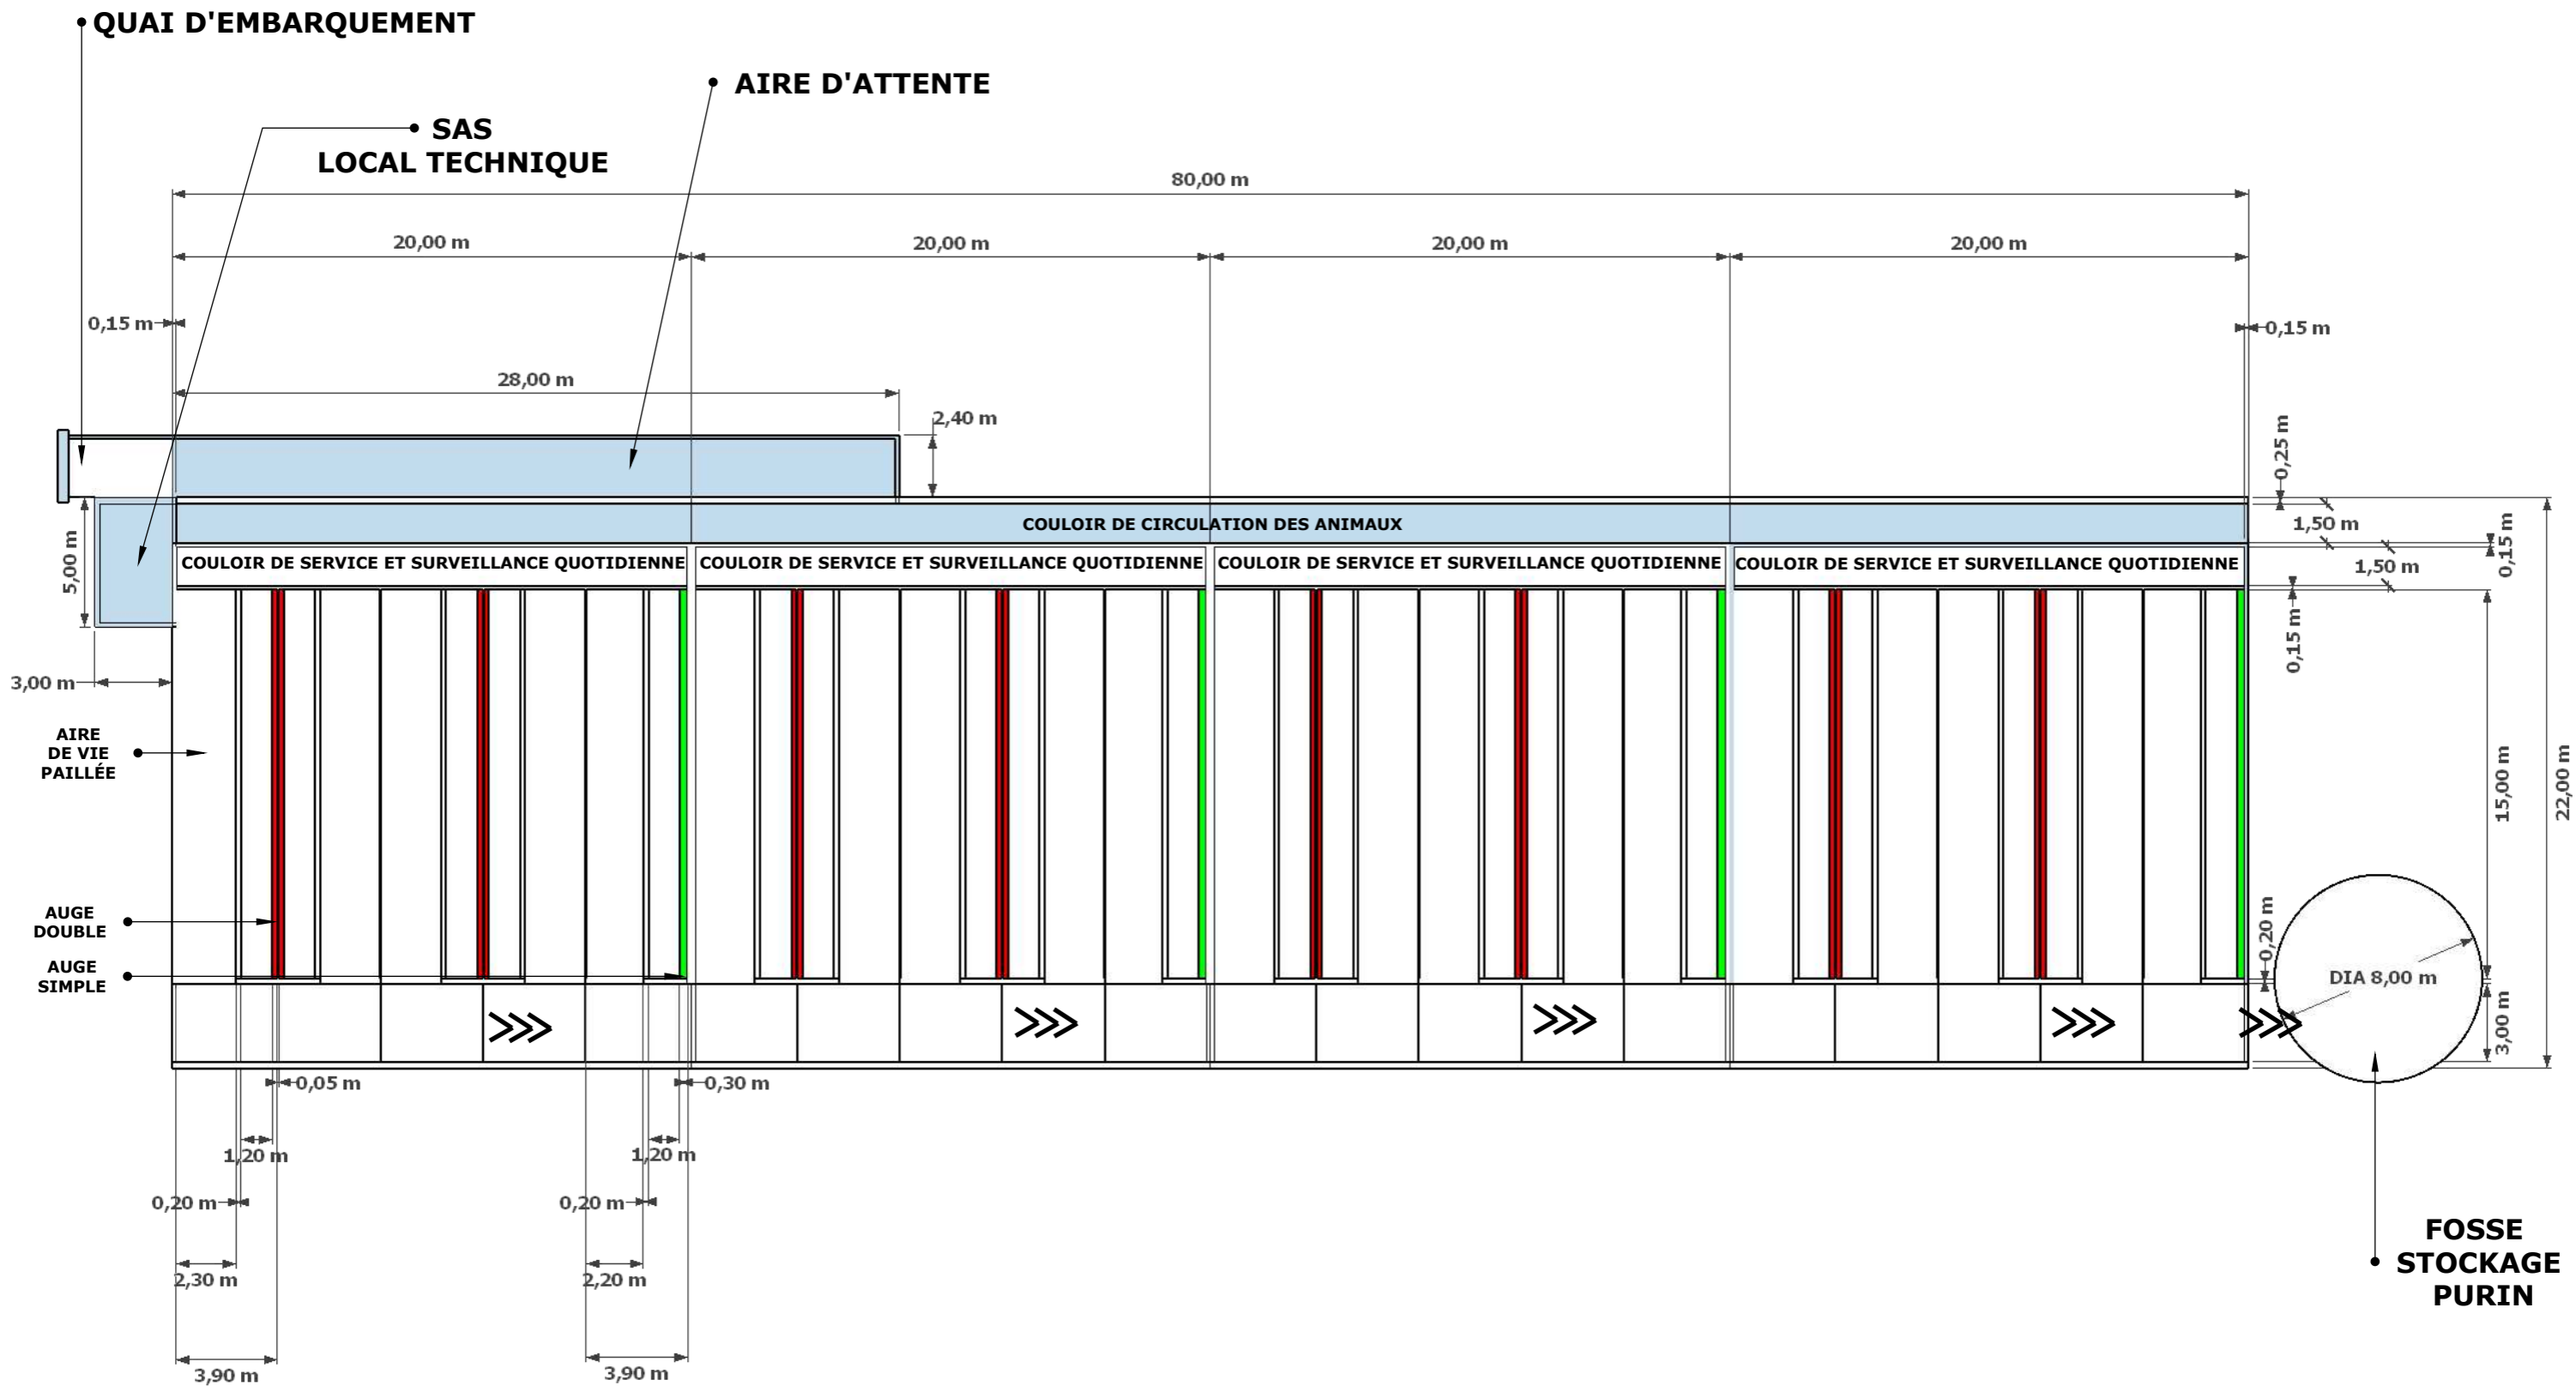 QUAI D'EMBARQUEMENT
AIRE D'ATTENTE
SAS
LOCAL TECHNIQUE
80,00 m
20,00 m
20,00 m
20,00 m
20,00 m
0,15 m
0,15 m
28,00 m
2,40 m
0,25 m
1,50 m
0,15 m
1,50 m
0,15 m
COULOIR DE CIRCULATION DES ANIMAUX
COULOIR DE SERVICE ET SURVEILLANCE QUOTIDIENNE
COULOIR DE SERVICE ET SURVEILLANCE QUOTIDIENNE
COULOIR DE SERVICE ET SURVEILLANCE QUOTIDIENNE
COULOIR DE SERVICE ET SURVEILLANCE QUOTIDIENNE
5,00 m
3,00 m
AIRE
DE VIE
PAILLÉE
15,00 m
22,00 m
AUGE
DOUBLE
AUGE
SIMPLE
0,20 m
DIA 8,00 m
3,00 m
0,05 m
0,30 m
1,20 m
1,20 m
0,20 m
0,20 m
2,30 m
2,20 m
3,90 m
3,90 m
FOSSE
STOCKAGE
PURIN